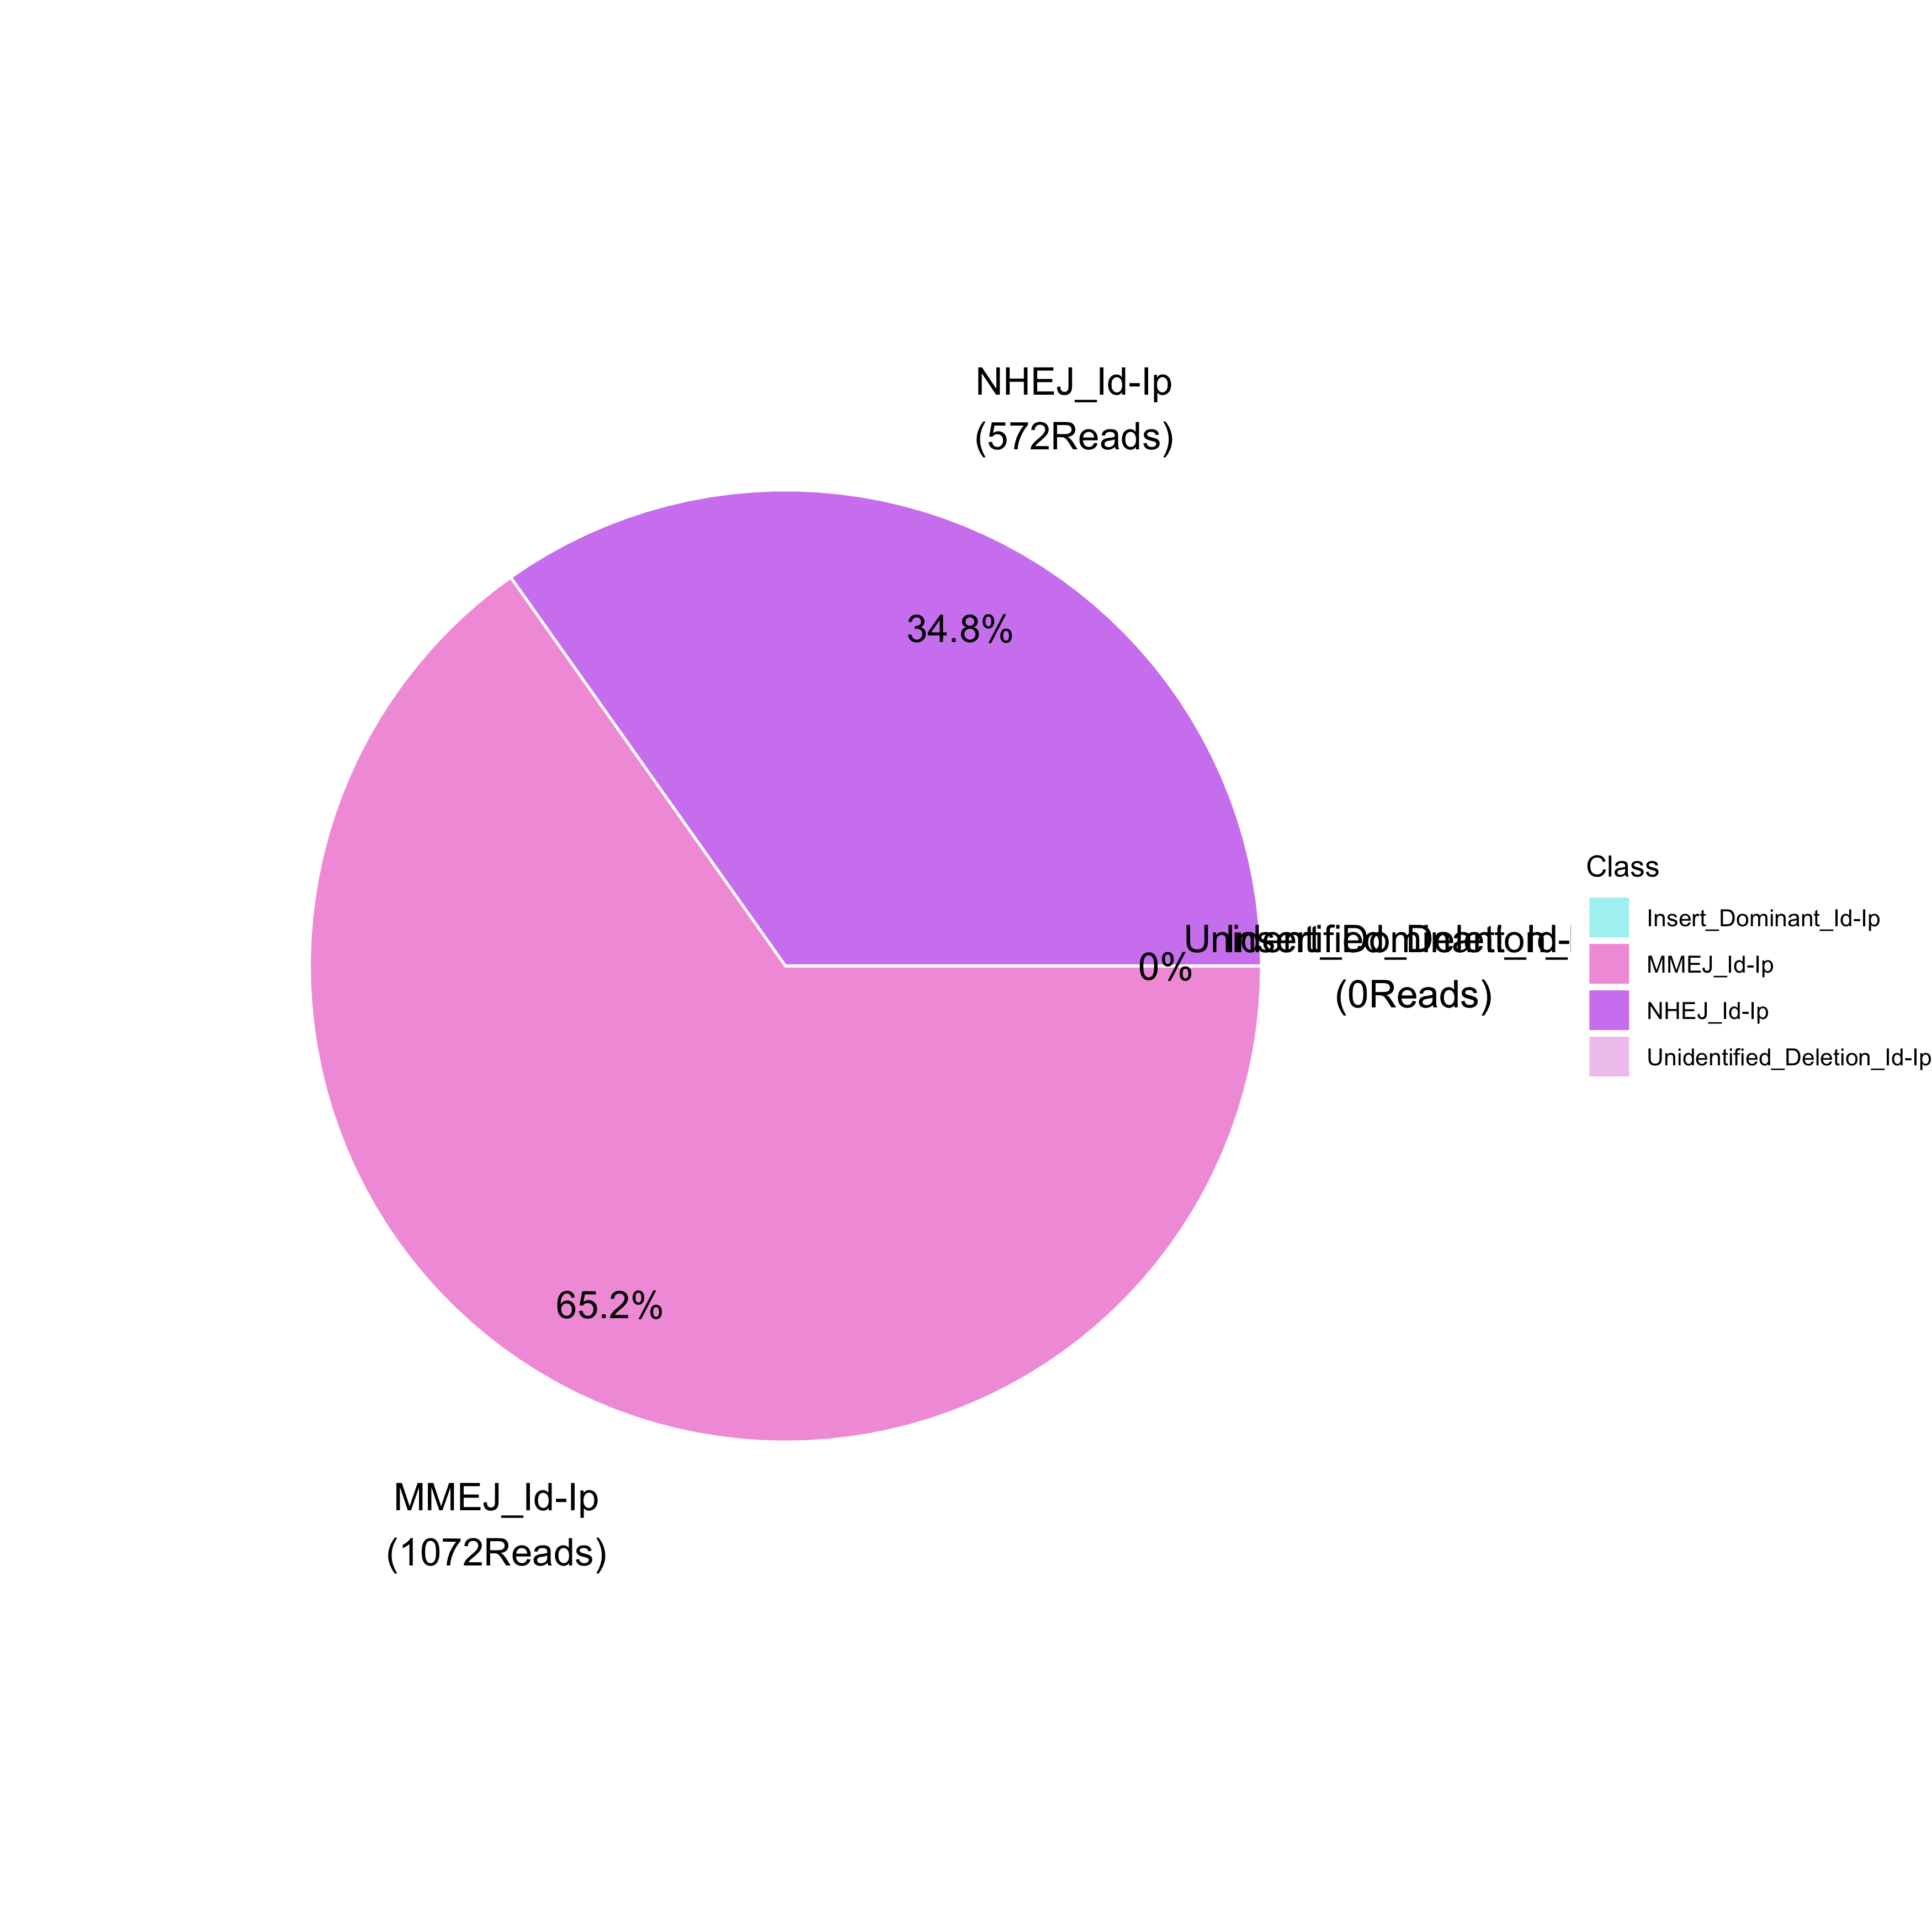 NHEJ_Id-Ip
(572Reads)
34.8%
0%
(0Reads)
65.2%
MMEJ_Id-Ip
(1072Reads)
Class
Insert_Dominant_Id-Ip
MMEJ_Id-Ip
NHEJ_Id-Ip
Unidentified_Deletion_Id-Ip